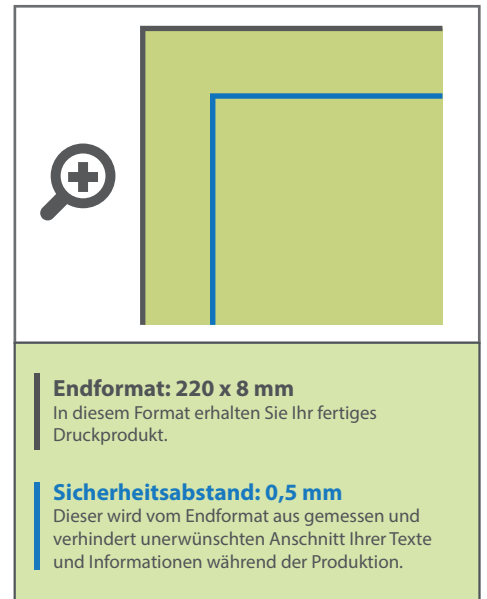 Endformat: 220 x 8 mm
In diesem Format erhalten Sie Ihr fertiges
Druckprodukt.
Sicherheitsabstand: 0,5 mm
Dieser wird vom Endformat aus gemessen und
verhindert unerwünschten Anschnitt Ihrer Texte
und Informationen während der Produktion.